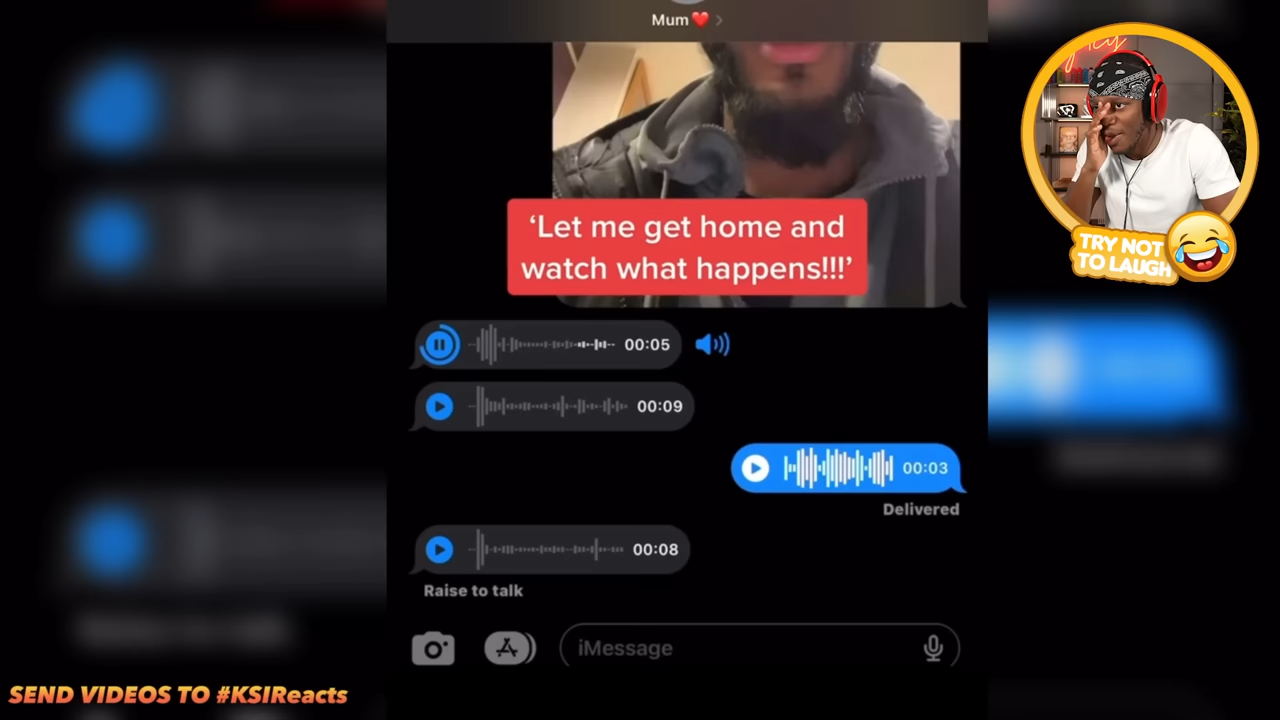 Mum❤️ >
'Let me get home and
watch what happens!!!'
00:05
00:09
00:03
Delivered
00:08
Raise to talk
iMessage
TRY NOT
TO LAUGH
SEND VIDEOS TO #KSIReacts